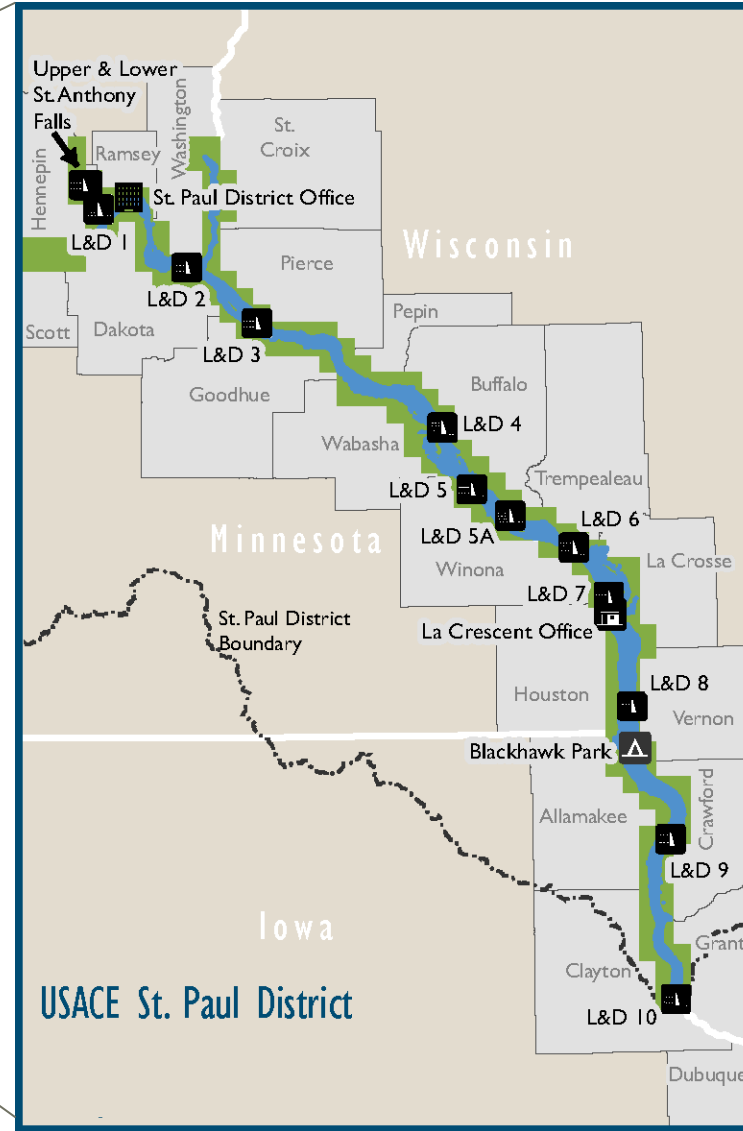 Upper & Lower
St. Anthony
Falls
Hennepin
Ramsey
Washington
St.
Croix
St. Paul District Office
L&D 1
Wisconsin
Pierce
L&D 2
Pepin
Scott
Dakota
L&D 3
Goodhue
Buffalo
L&D 4
Wabasha
Trempealeau
L&D 5
L&D 6
L&D 5A
Minnesota
La Crosse
Winona
L&D 7
St. Paul District
Boundary
La Crescent Office
L&D 8
Houston
Vernon
Blackhawk Park
Allamakee
Crawford
L&D 9
Iowa
Grant
Clayton
USACE St. Paul District
L&D 10
Dubuque